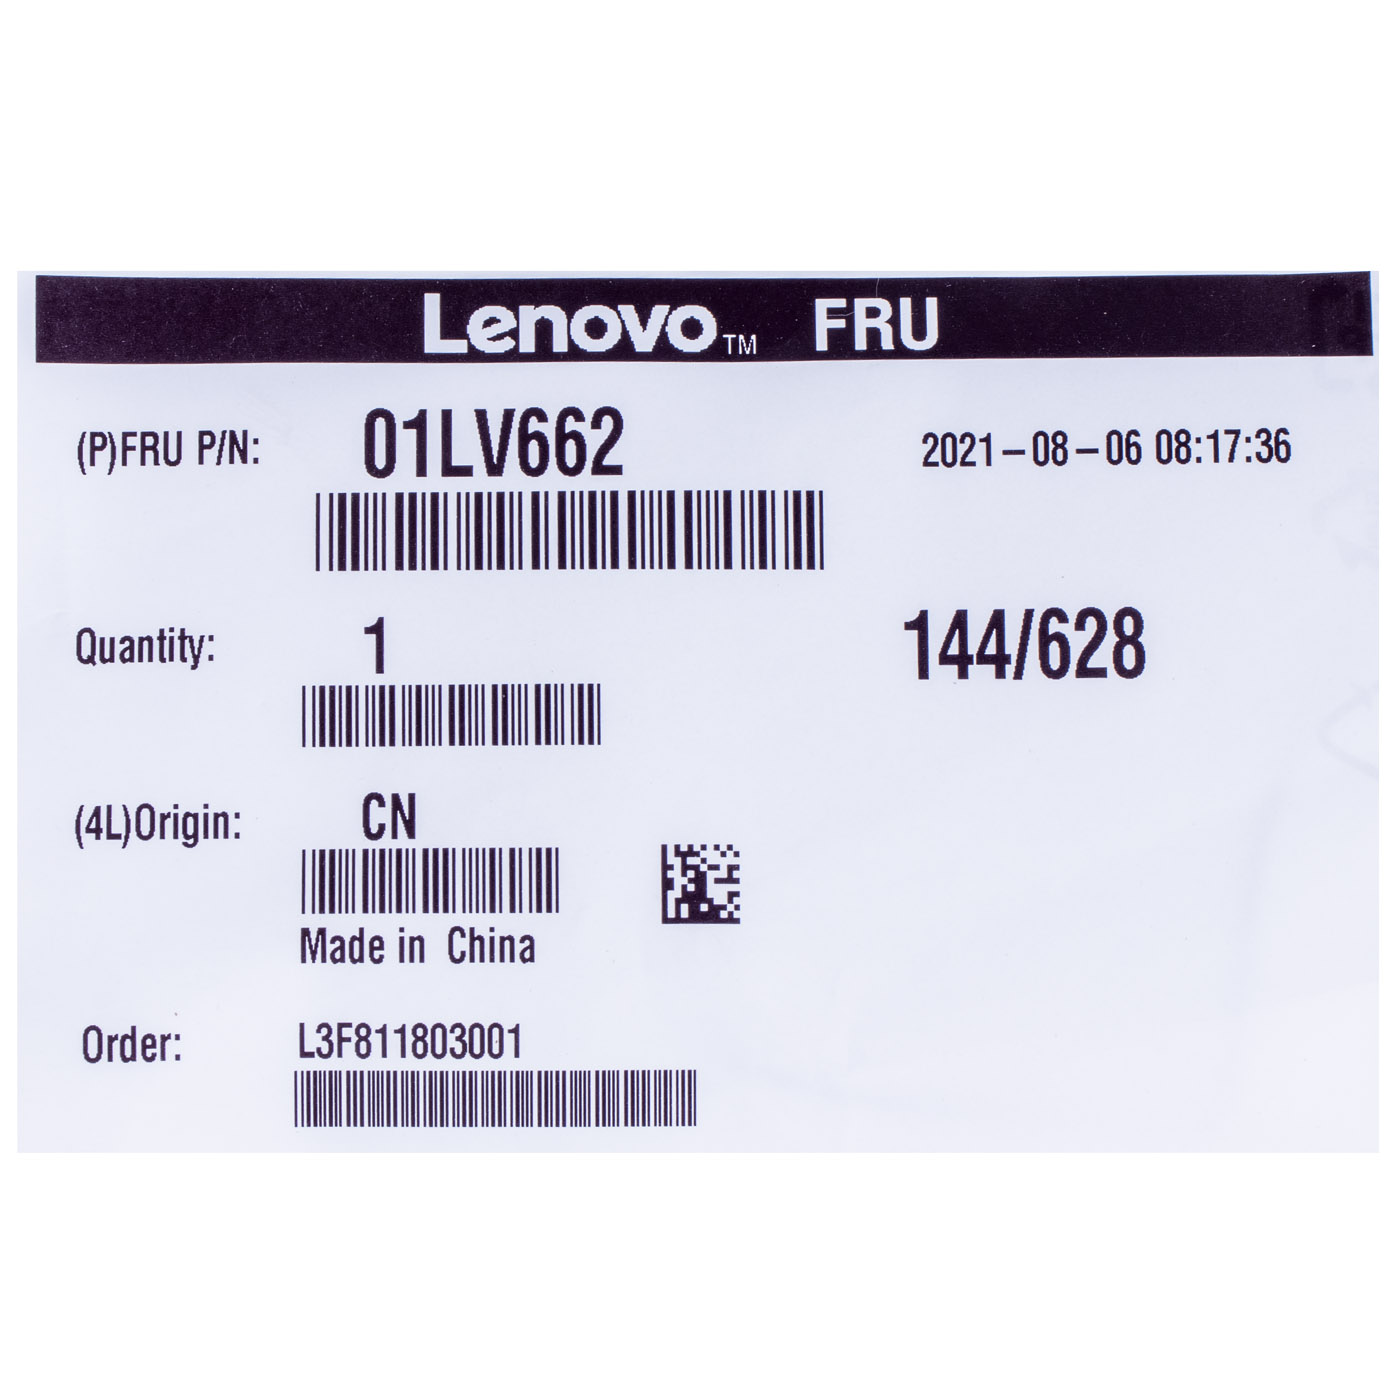 Lenovo™ FRU
(P)FRU P/N: 01LV662 2021-08-06 08:17:36
Quantity: 1 144/628
(4L)Origin: CN
Made in China
Order: L3F811803001